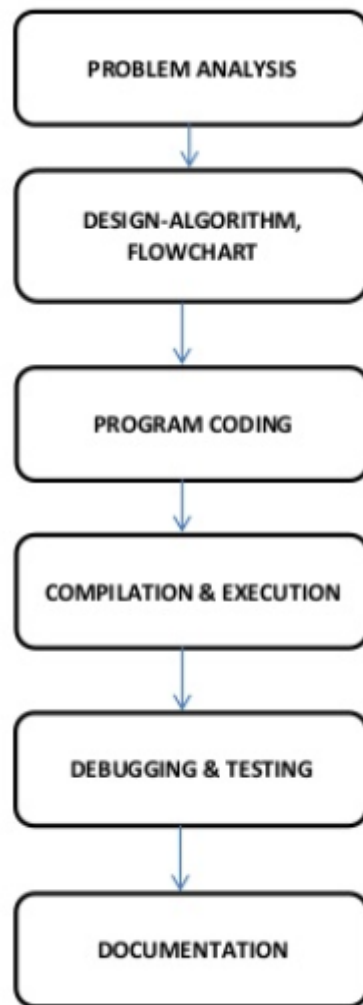 PROBLEM ANALYSIS
DESIGN-ALGORITHM,
FLOWCHART
PROGRAM CODING
COMPILATION & EXECUTION
DEBUGGING & TESTING
DOCUMENTATION